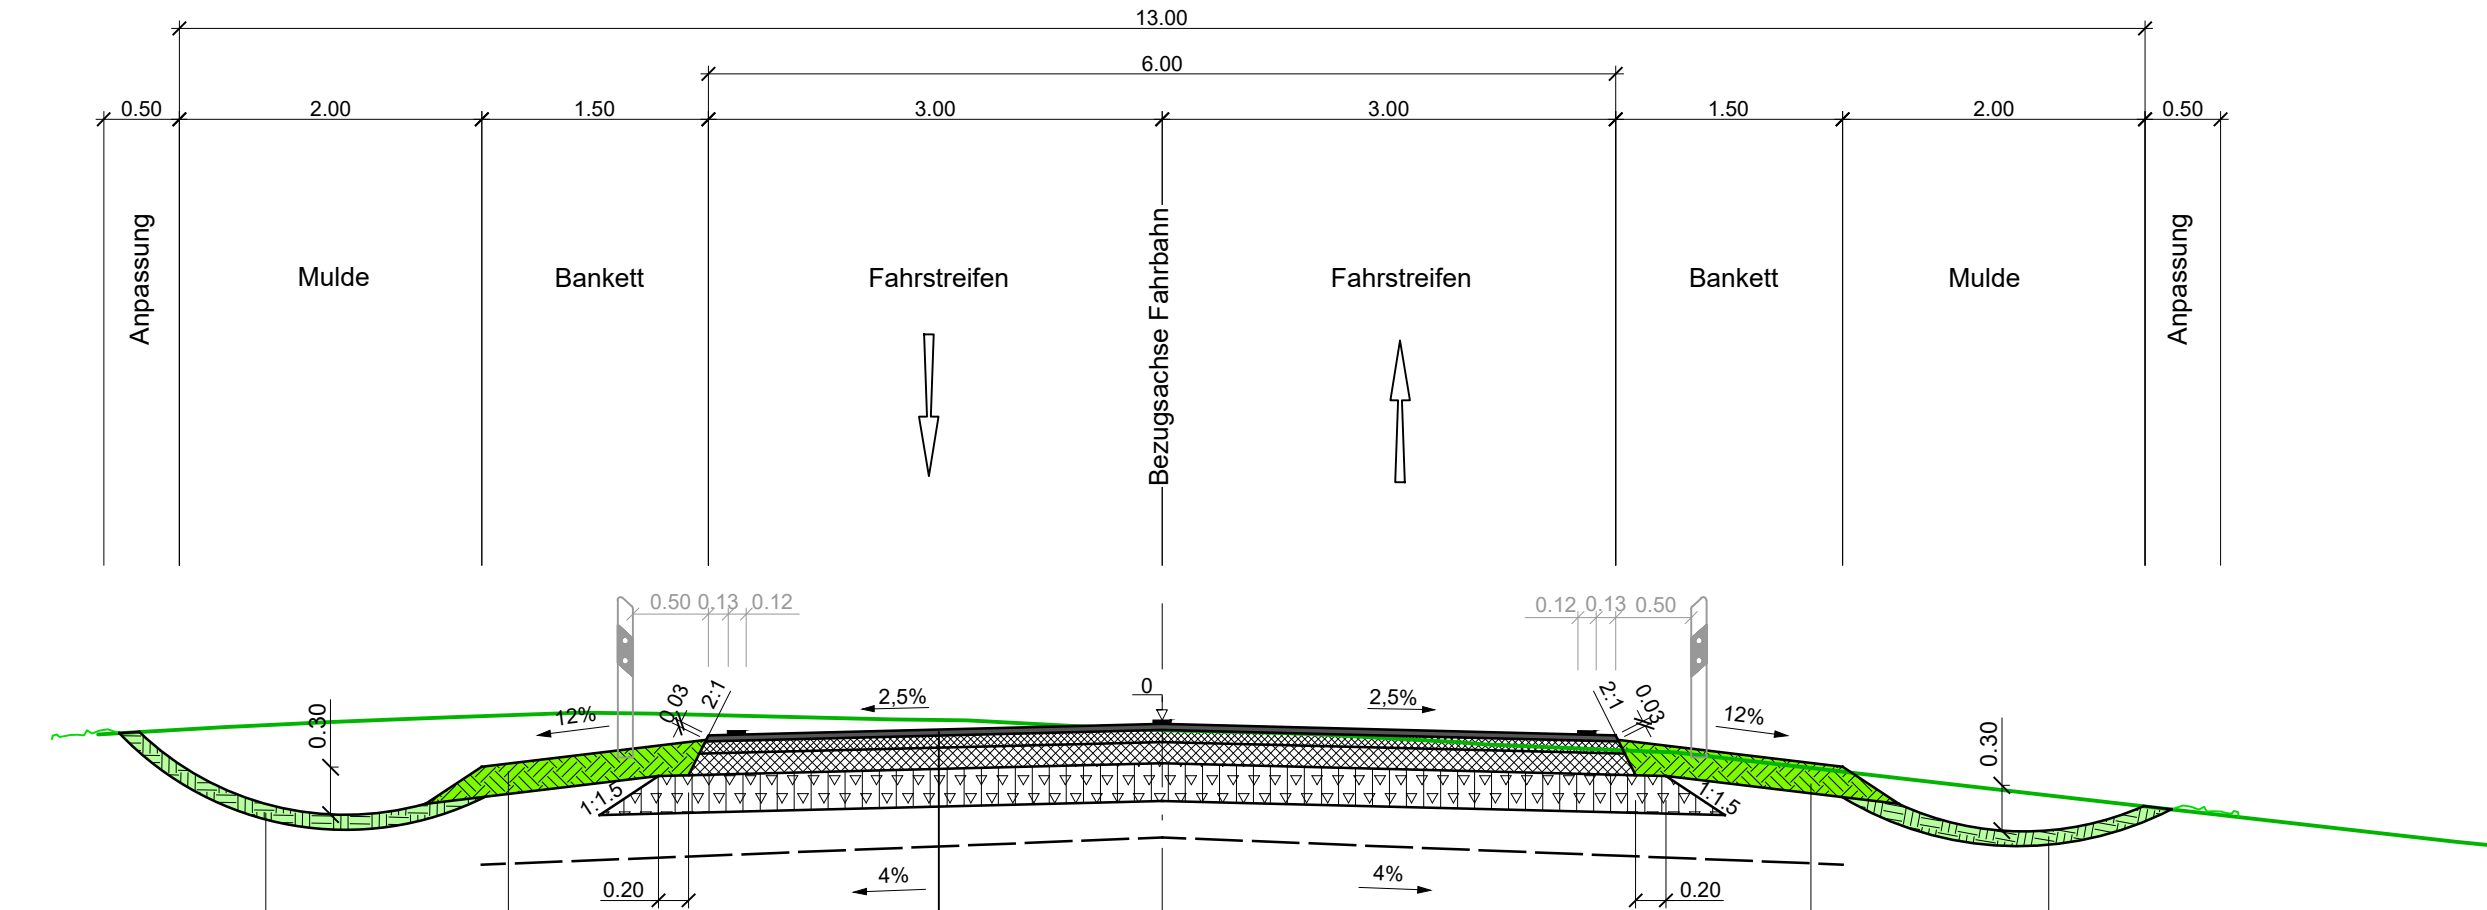 13.00
6.00
0.50 2.00 1.50 3.00 3.00 1.50 2.00 0.50
Anpassung Mulde Bankett Fahrstreifen Bezugsachse Fahrbahn Fahrstreifen Bankett Mulde Anpassung
0.50 0,13 0.12 0.12 0,13 0.50
0.30 12% 0.03 2:1 2,5% 0 2,5% 2:1 0.03 12% 0.30
1:1.5 1:1.5
0.20 4% 4% 0.20